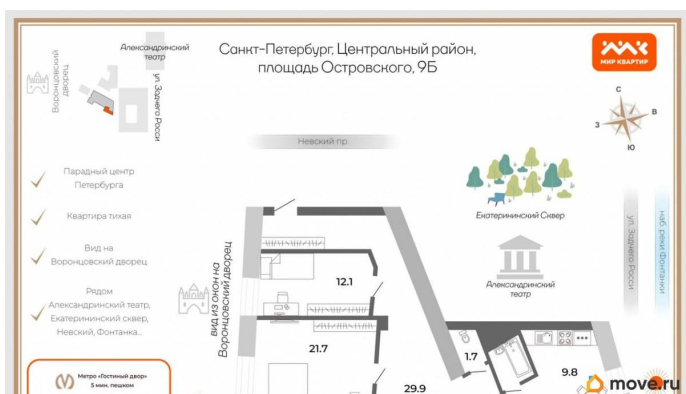 Санкт-Петербург, Центральный район,
площадь Островского, 9Б
МИР КВАРТИР
Александринский
театр
Воронцовский
дворец
ул. Зодчего Росси
С
В
З
Ю
Невский пр
Парадный центр
Петербурга
Квартира тихая
Вид на
Воронцовский дворец
Рядом
Александринский театр,
Екатерининский сквер,
Невский, Фонтанка...
Метро «Гостиный двор»
5 мин. пешком
Екатерининский Сквер
Александринский
театр
ул. Зодчего Росси
наб. реки Фонтанки
вид из окон на
Воронцовский дворец
12.1
21.7
29.9
1.7
9.8
move.ru